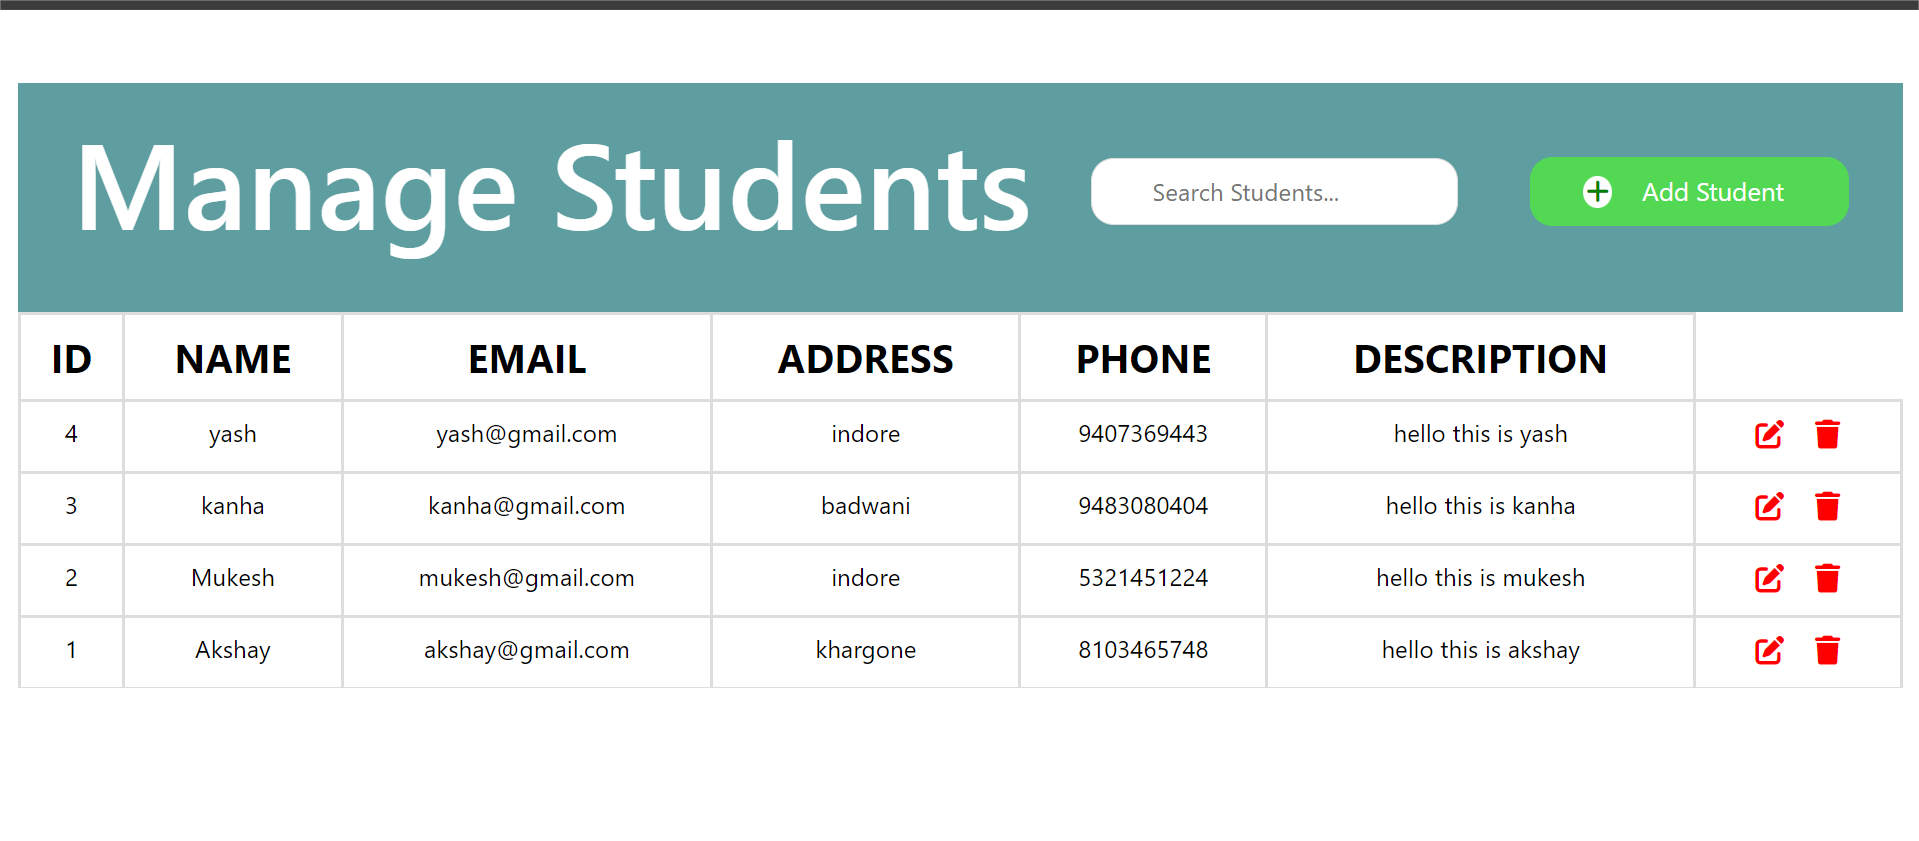 Manage Students Search Students... Add Student
ID NAME EMAIL ADDRESS PHONE DESCRIPTION
4 yash yash@gmail.com indore 9407369443 hello this is yash
3 kanha kanha@gmail.com badwani 9483080404 hello this is kanha
2 Mukesh mukesh@gmail.com indore 5321451224 hello this is mukesh
1 Akshay akshay@gmail.com khargone 8103465748 hello this is akshay